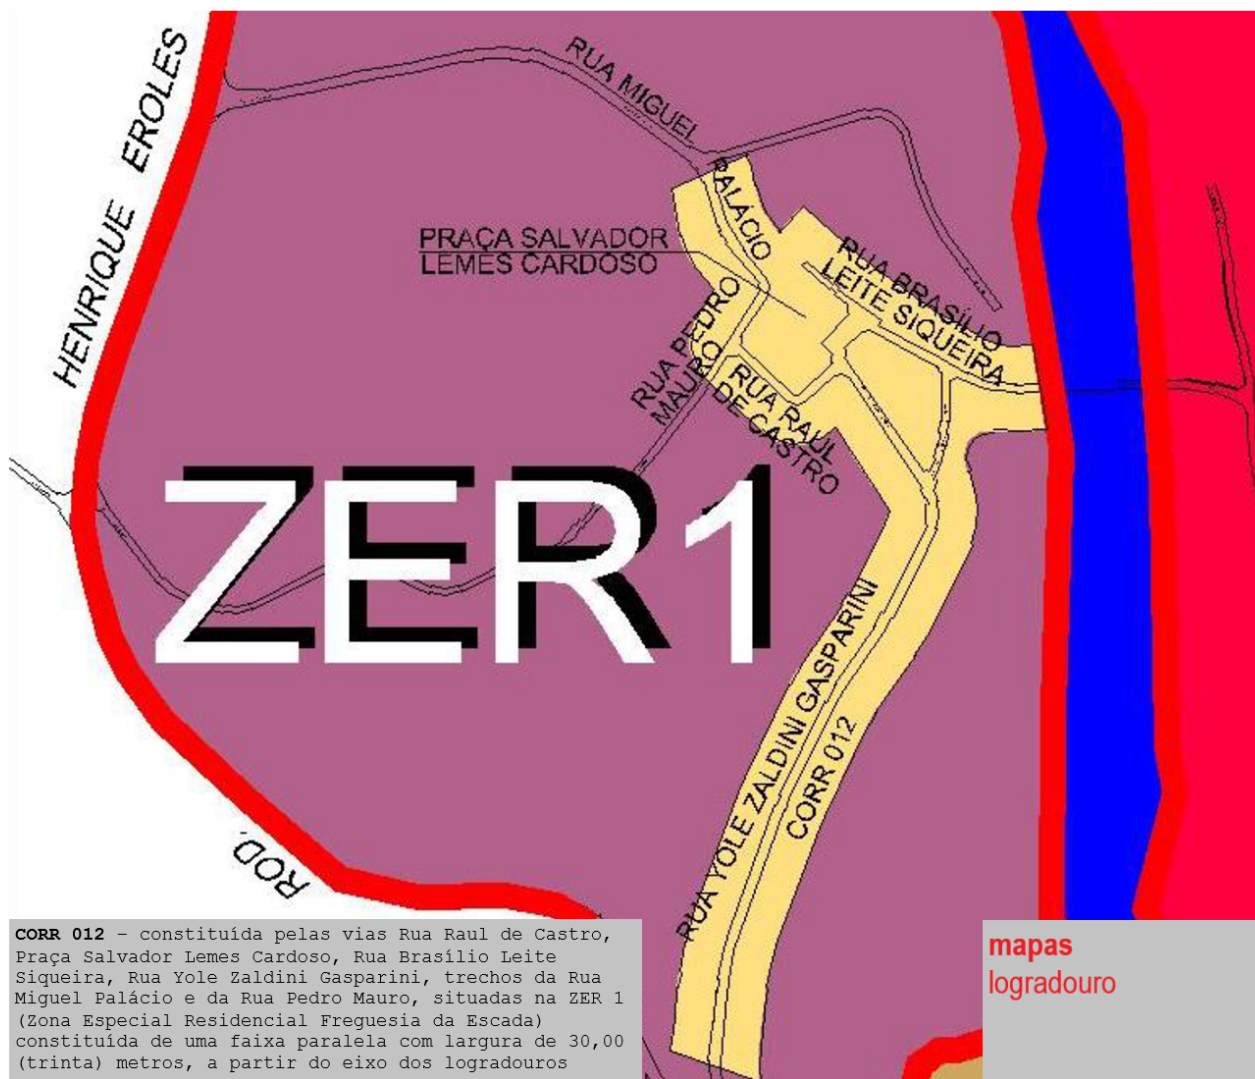 HENRIQUE EROLES
RUA MIGUEL
PALÁCIO
PRAÇA SALVADOR
LEMES CARDOSO
RUA BRASÍLIO
LEITE SIQUEIRA
RUA PEDRO
MAURO
RUA RAUL
DE CASTRO
ZER1
RUA YOLE ZALDINI GASPARINI
CORR 012
ROD.
CORR 012 – constituída pelas vias Rua Raul de Castro,
Praça Salvador Lemes Cardoso, Rua Brasílio Leite
Siqueira, Rua Yole Zaldini Gasparini, trechos da Rua
Miguel Palácio e da Rua Pedro Mauro, situadas na ZER 1
(Zona Especial Residencial Freguesia da Escada)
constituída de uma faixa paralela com largura de 30,00
(trinta) metros, a partir do eixo dos logradouros
mapas
logradouro